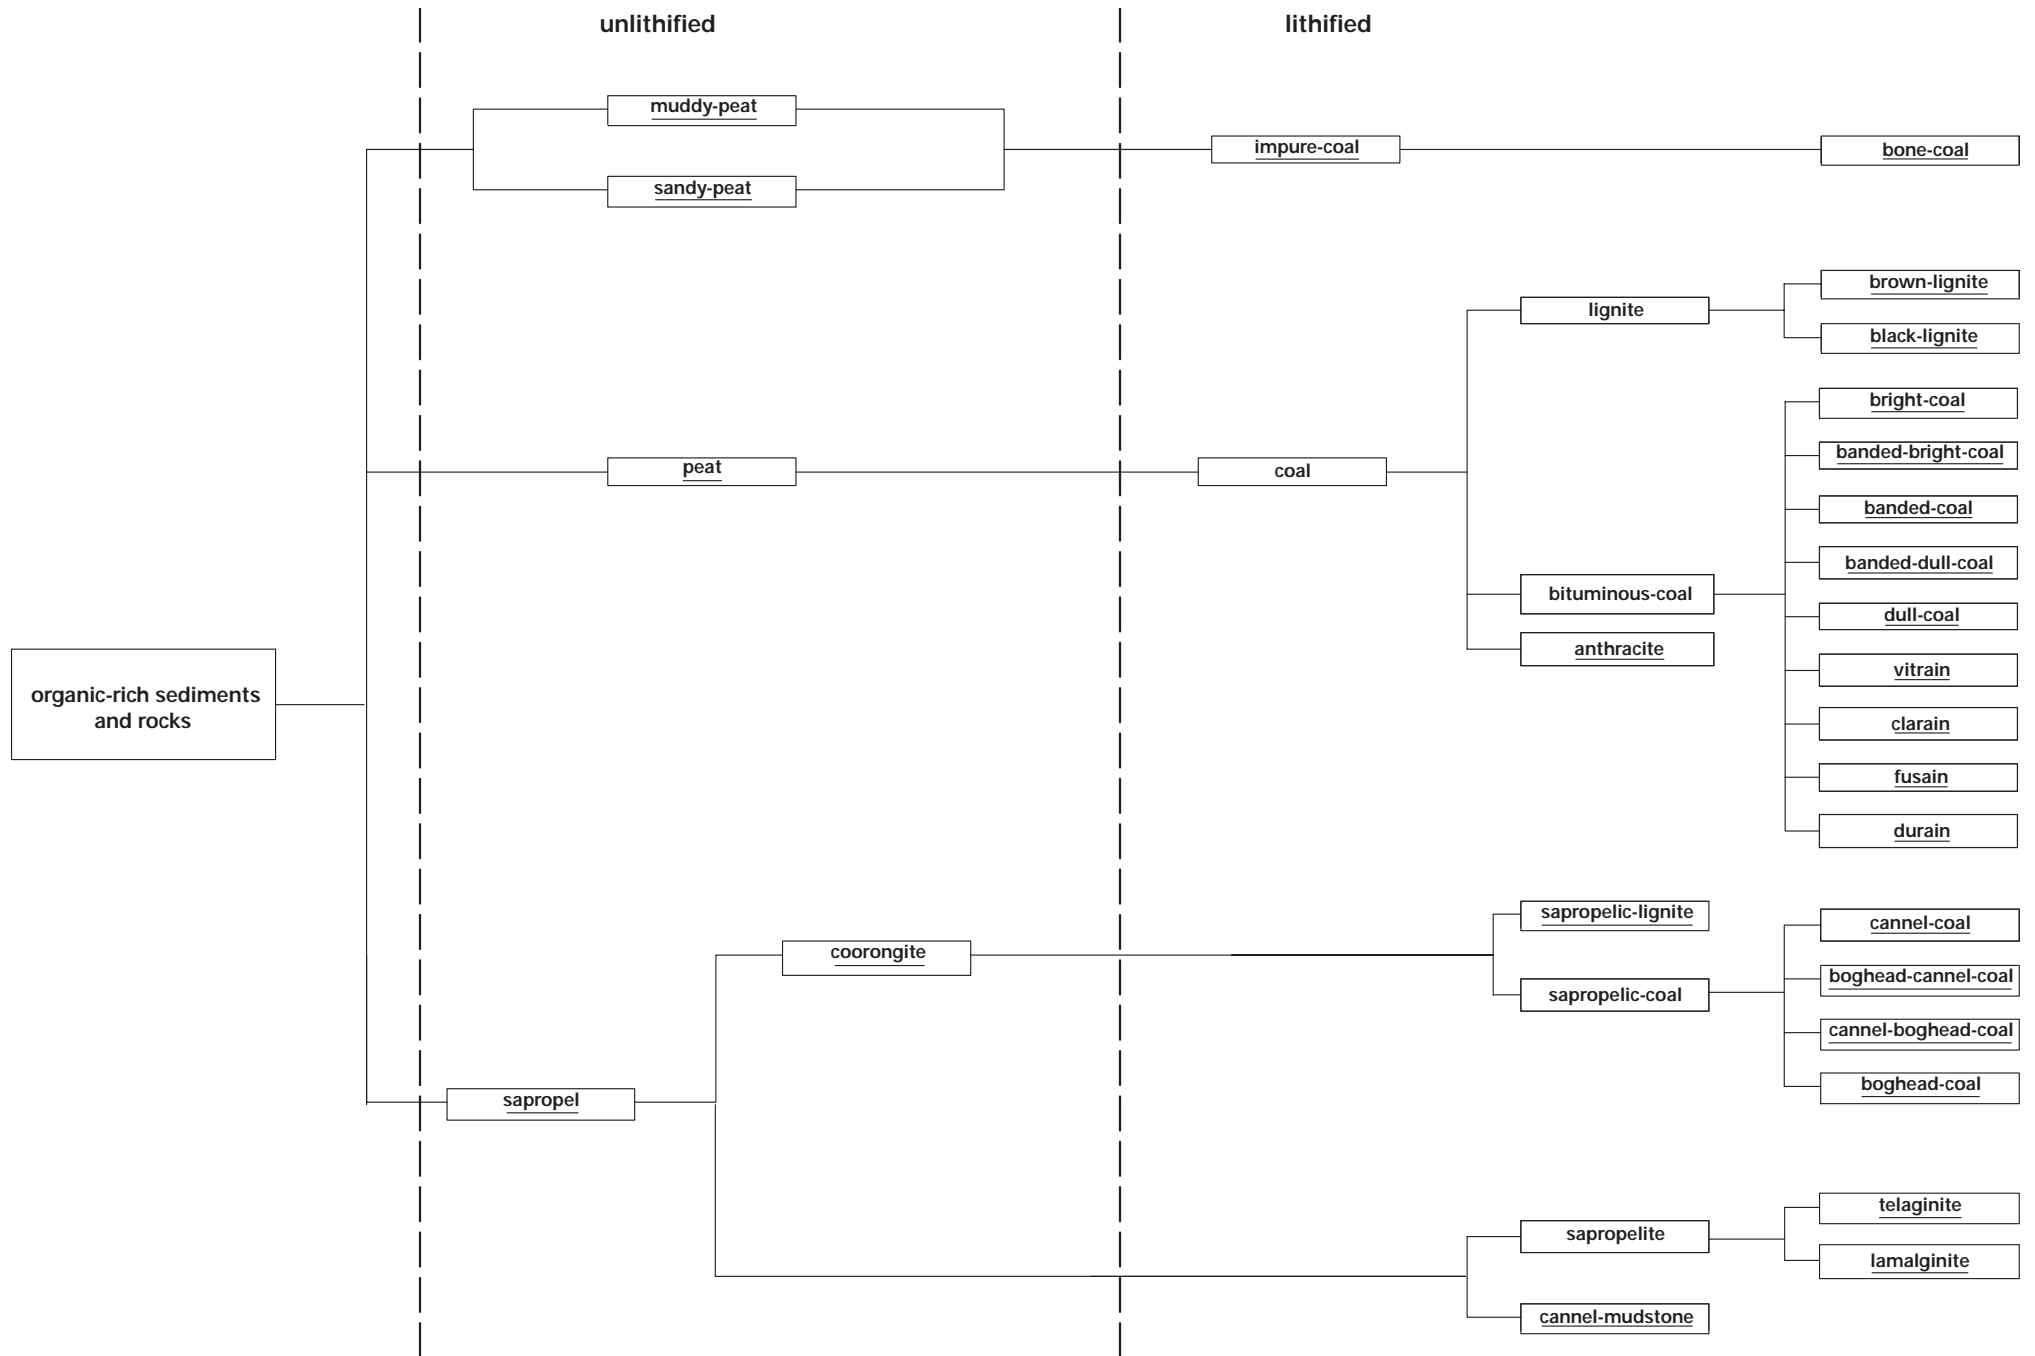 unlithified
lithified
muddy-peat
sandy-peat
impure-coal
bone-coal
brown-lignite
lignite
black-lignite
bright-coal
banded-bright-coal
peat
coal
banded-coal
banded-dull-coal
bituminous-coal
dull-coal
anthracite
organic-rich sediments
and rocks
vitrain
clarain
fusain
durain
sapropelic-lignite
cannel-coal
coorongite
boghead-cannel-coal
sapropelic-coal
cannel-boghead-coal
boghead-coal
sapropel
telaginite
sapropelite
lamalginite
cannel-mudstone